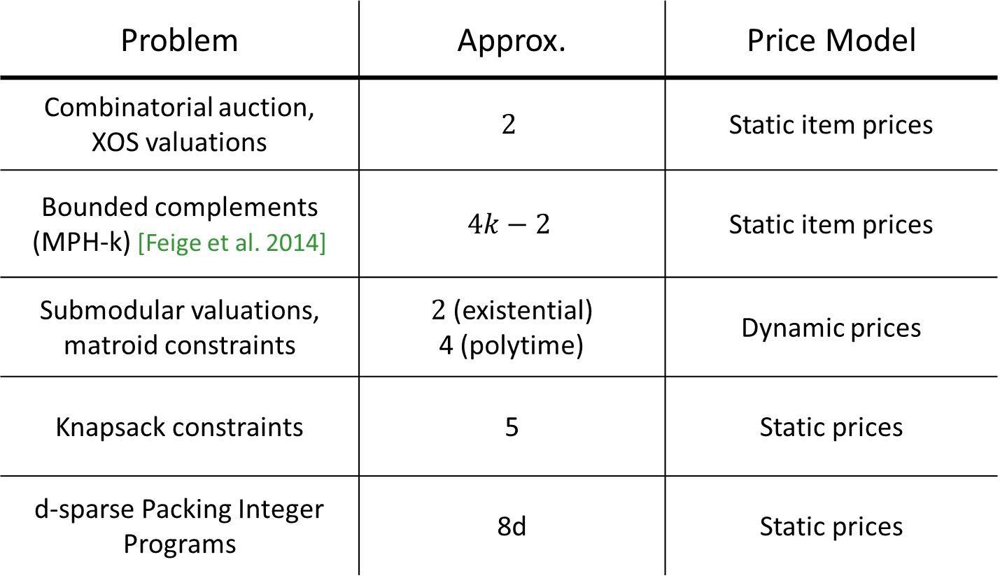 Problem
Approx.
Price Model
Combinatorial auction,
XOS valuations
2
Static item prices
Bounded complements
(MPH-k) [Feige et al. 2014]
4k − 2
Static item prices
Submodular valuations,
matroid constraints
2 (existential)
4 (polytime)
Dynamic prices
Knapsack constraints
5
Static prices
d-sparse Packing Integer
Programs
8d
Static prices